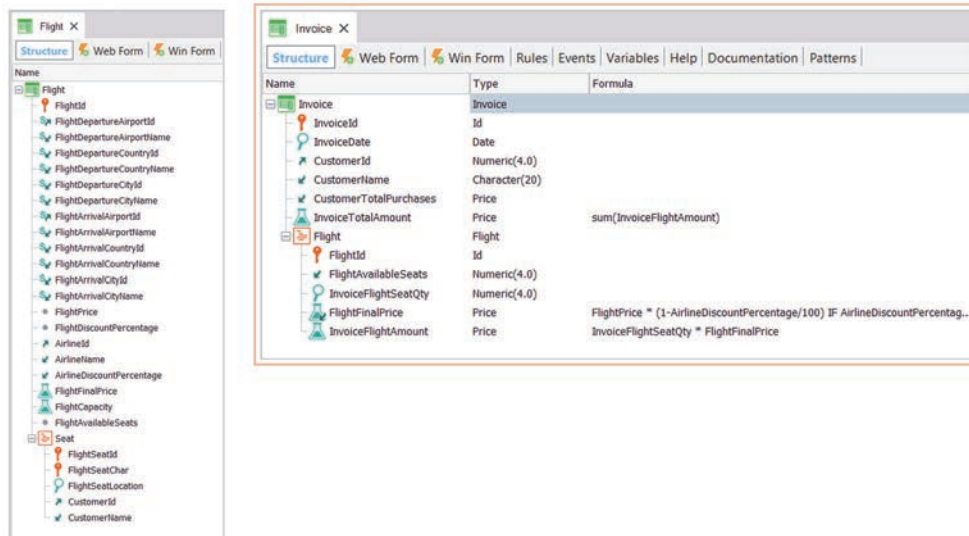 Flight X
Structure Web Form Win Form
Name
Flight
FlightId
FlightDepartureAirportId
FlightDepartureAirportName
FlightDepartureCountryId
FlightDepartureCountryName
FlightDepartureCityId
FlightDepartureCityName
FlightArrivalAirportId
FlightArrivalAirportName
FlightArrivalCountryId
FlightArrivalCountryName
FlightArrivalCityId
FlightArrivalCityName
FlightPrice
FlightDiscountPercentage
AirlineId
AirlineName
AirlineDiscountPercentage
FlightFinalPrice
FlightCapacity
FlightAvailableSeats
Seat
FlightSeatId
FlightSeatChar
FlightSeatLocation
CustomerId
CustomerName
Invoice X
Structure Web Form Win Form Rules Events Variables Help Documentation Patterns
Name Type Formula
Invoice Invoice
InvoiceId Id
InvoiceDate Date
CustomerId Numeric(4.0)
CustomerName Character(20)
CustomerTotalPurchases Price
InvoiceTotalAmount Price sum(InvoiceFlightAmount)
Flight Flight
FlightId Id
FlightAvailableSeats Numeric(4.0)
InvoiceFlightSeatQty Numeric(4.0)
FlightFinalPrice Price FlightPrice * (1-AirlineDiscountPercentage/100) IF AirlineDiscountPercentag...
InvoiceFlightAmount Price InvoiceFlightSeatQty * FlightFinalPrice